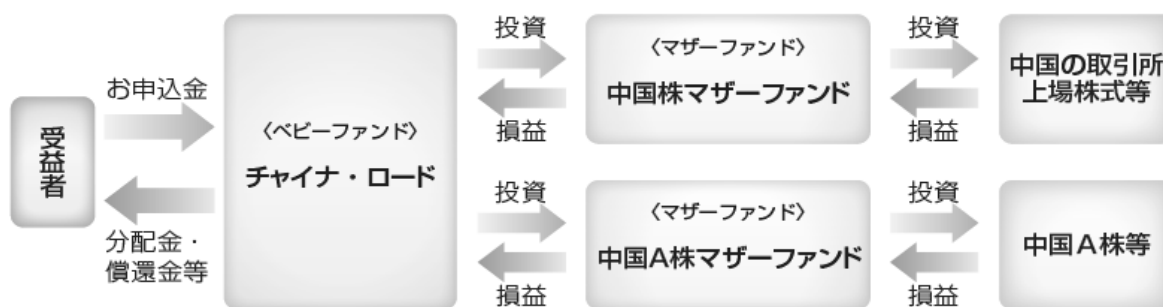 受益者
お申込金
分配金・
償還金等
〈ベビーファンド〉
チャイナ・ロード
投資
損益
〈マザーファンド〉
中国株マザーファンド
投資
損益
中国の取引所
上場株式等
投資
損益
〈マザーファンド〉
中国A株マザーファンド
投資
損益
中国A株等